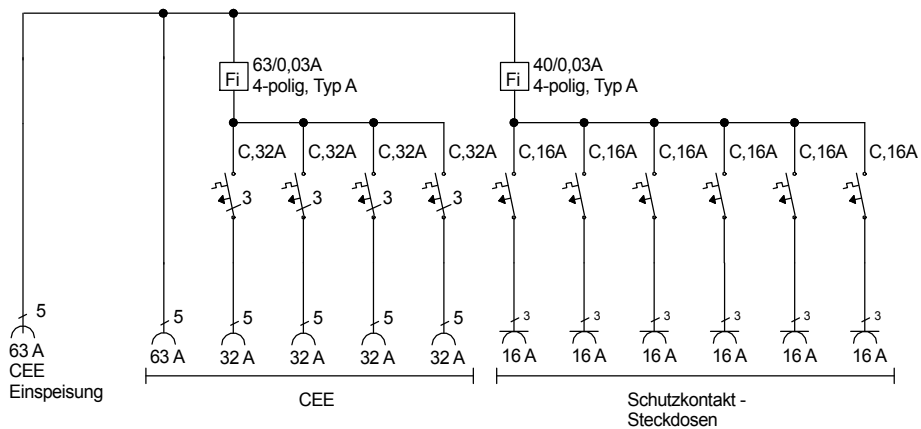 63/0,03A
4-polig, Typ A
Fi
40/0,03A
4-polig, Typ A
Fi
C,32A C,32A C,32A C,32A C,16A C,16A C,16A C,16A C,16A C,16A
3 3 3 3
5 5 5 5 5 5 3 3 3 3 3 3
63 A 63 A 32 A 32 A 32 A 32 A 16 A 16 A 16 A 16 A 16 A 16 A
CEE
Einspeisung
CEE
Schutzkontakt -
Steckdosen